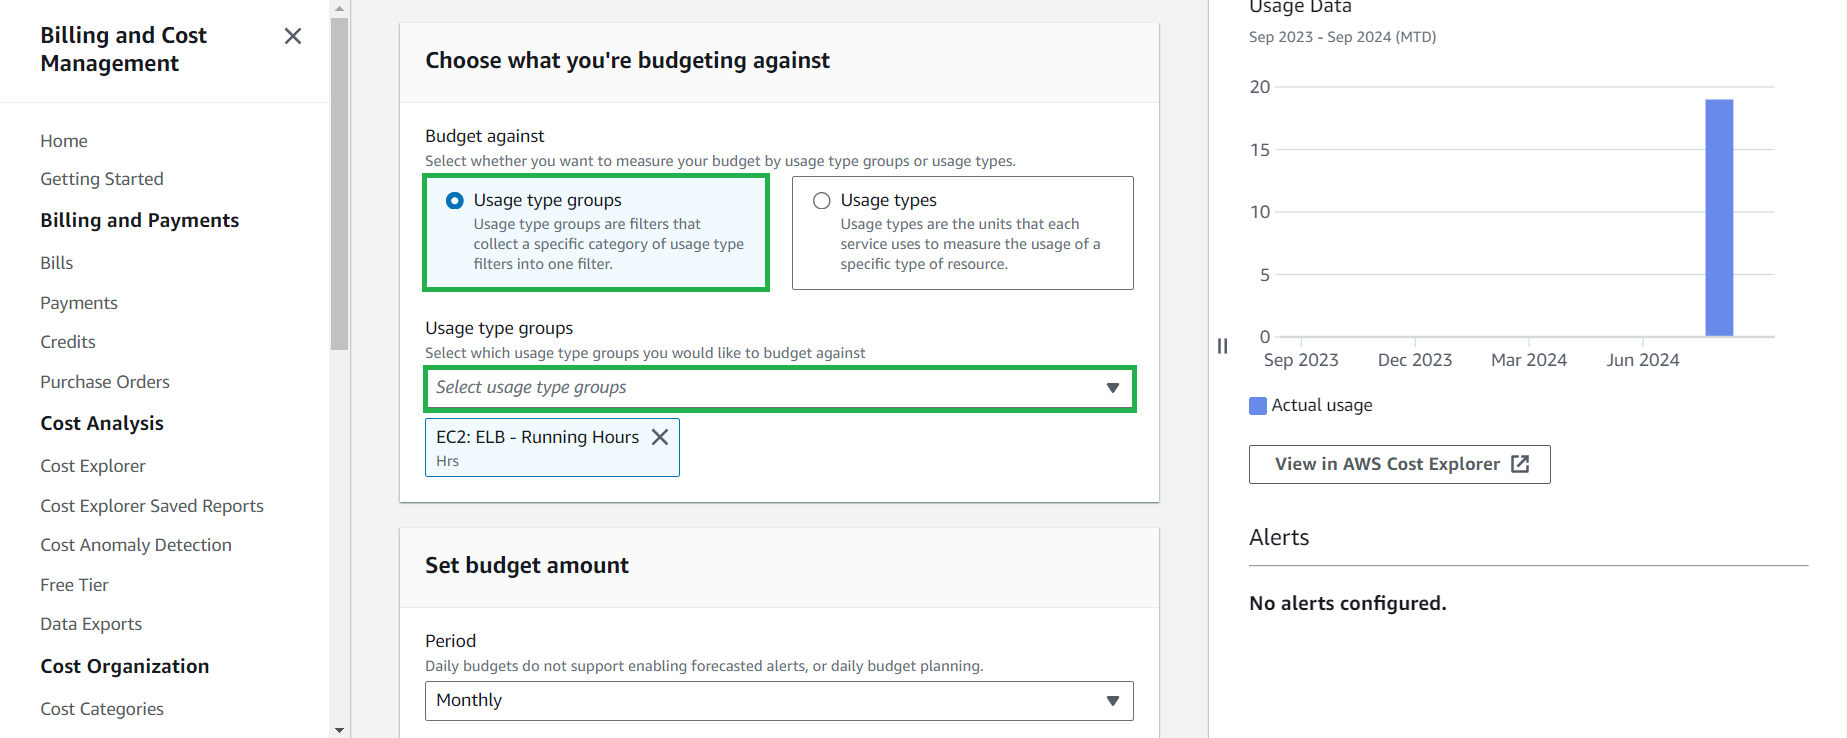 Billing and Cost
Management
Home
Getting Started
Billing and Payments
Bills
Payments
Credits
Purchase Orders
Cost Analysis
Cost Explorer
Cost Explorer Saved Reports
Cost Anomaly Detection
Free Tier
Data Exports
Cost Organization
Cost Categories
Choose what you're budgeting against
Budget against
Select whether you want to measure your budget by usage type groups or usage types.
Usage type groups
Usage type groups are filters that
collect a specific category of usage type
filters into one filter.
Usage types
Usage types are the units that each
service uses to measure the usage of a
specific type of resource.
Usage type groups
Select which usage type groups you would like to budget against
Select usage type groups
EC2: ELB - Running Hours
Hrs
Set budget amount
Period
Daily budgets do not support enabling forecasted alerts, or daily budget planning.
Monthly
Usage Data
Sep 2023 - Sep 2024 (MTD)
20
15
10
5
0
Sep 2023 Dec 2023 Mar 2024 Jun 2024
Actual usage
View in AWS Cost Explorer
Alerts
No alerts configured.